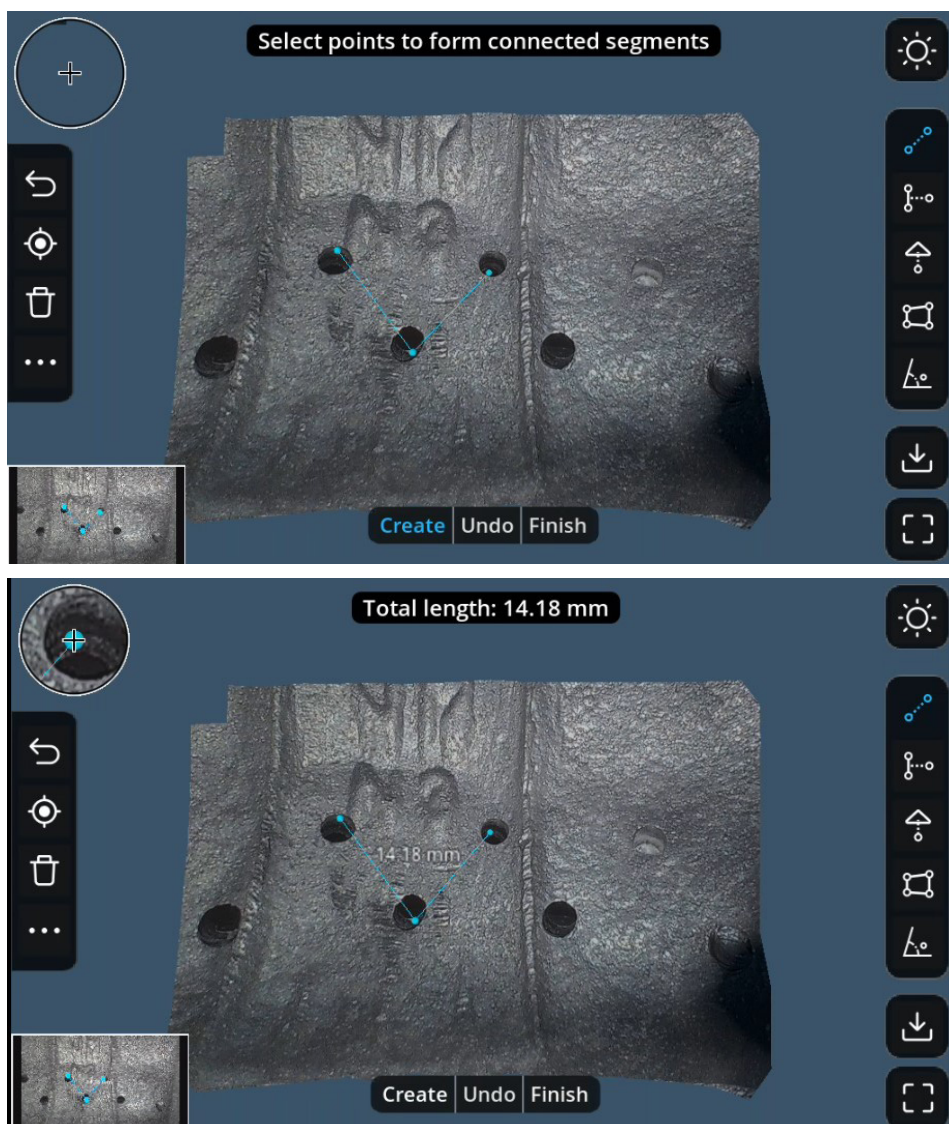 Select points to form connected segments
Create Undo Finish
Total length: 14.18 mm
14.18 mm
Create Undo Finish